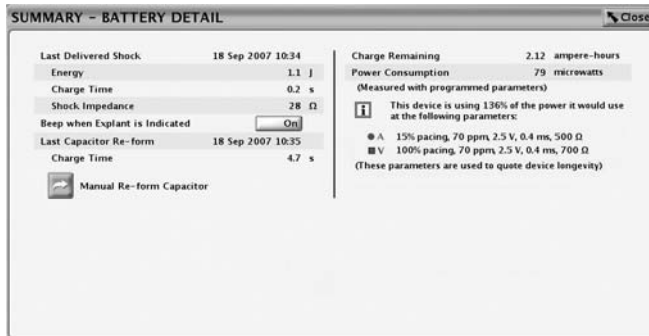 SUMMARY – BATTERY DETAIL
Close
Last Delivered Shock 18 Sep 2007 10:34
Energy 1.1 J
Charge Time 0.2 s
Shock Impedance 28 Ω
Beep when Explant is Indicated On
Last Capacitor Re-form 18 Sep 2007 10:35
Charge Time 4.7 s
Manual Re-form Capacitor
Charge Remaining 2.12 ampere-hours
Power Consumption 79 microwatts
(Measured with programmed parameters)
i This device is using 136% of the power it would use
at the following parameters:
A 15% pacing, 70 ppm, 2.5 V, 0.4 ms, 500 Ω
V 100% pacing, 70 ppm, 2.5 V, 0.4 ms, 700 Ω
(These parameters are used to quote device longevity)